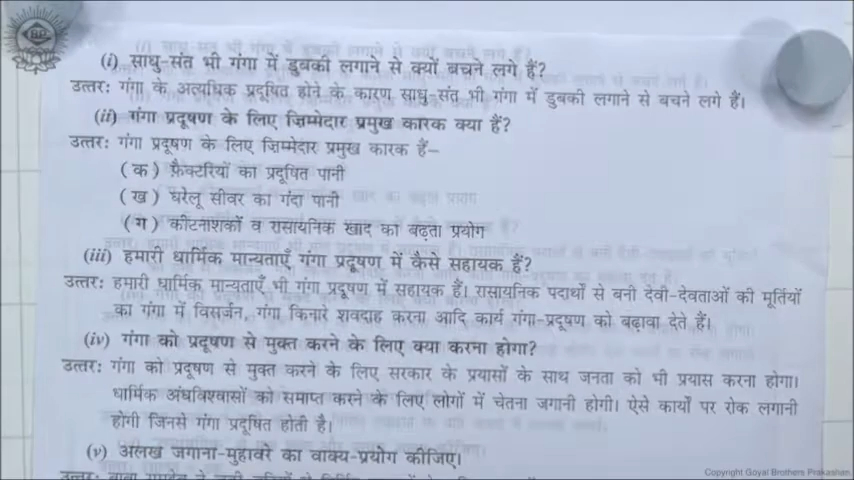 (i) साधु-संत भी गंगा में डुबकी लगाने से क्यों बचने लगे हैं?
उत्तर: गंगा के अत्यधिक प्रदूषित होने के कारण साधु-संत भी गंगा में डुबकी लगाने से बचने लगे हैं।
(ii) गंगा प्रदूषण के लिए ज़िम्मेदार प्रमुख कारक क्या हैं?
उत्तर: गंगा प्रदूषण के लिए ज़िम्मेदार प्रमुख कारक हैं–
(क) फ़ैक्टरियों का प्रदूषित पानी
(ख) घरेलू सीवर का गंदा पानी
(ग) कीटनाशकों व रासायनिक खाद का बढ़ता प्रयोग
(iii) हमारी धार्मिक मान्यताएँ गंगा प्रदूषण में कैसे सहायक हैं?
उत्तर: हमारी धार्मिक मान्यताएँ भी गंगा प्रदूषण में सहायक हैं। रासायनिक पदार्थों से बनी देवी-देवताओं की मूर्तियों
का गंगा में विसर्जन, गंगा किनारे शवदाह करना आदि कार्य गंगा-प्रदूषण को बढ़ावा देते हैं।
(iv) गंगा को प्रदूषण से मुक्त करने के लिए क्या करना होगा?
उत्तर: गंगा को प्रदूषण से मुक्त करने के लिए सरकार के प्रयासों के साथ जनता को भी प्रयास करना होगा।
धार्मिक अंधविश्वासों को समाप्त करने के लिए लोगों में चेतना जगानी होगी। ऐसे कार्यों पर रोक लगानी
होगी जिनसे गंगा प्रदूषित होती है।
(v) अलख जगाना-मुहावरे का वाक्य-प्रयोग कीजिए।
Copyright Goyal Brothers Prakashan